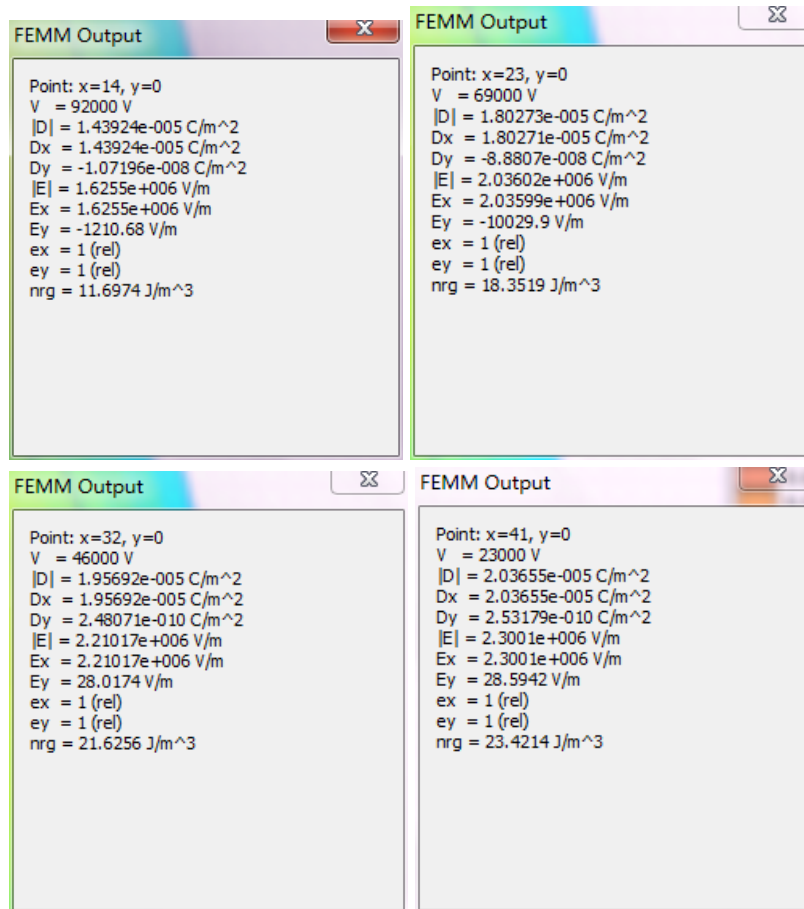 FEMM Output
Point: x=14, y=0
V = 92000 V
|D| = 1.43924e-005 C/m^2
Dx = 1.43924e-005 C/m^2
Dy = -1.07196e-008 C/m^2
|E| = 1.6255e+006 V/m
Ex = 1.6255e+006 V/m
Ey = -1210.68 V/m
ex = 1 (rel)
ey = 1 (rel)
nrg = 11.6974 J/m^3
FEMM Output
Point: x=23, y=0
V = 69000 V
|D| = 1.80273e-005 C/m^2
Dx = 1.80271e-005 C/m^2
Dy = -8.8807e-008 C/m^2
|E| = 2.03602e+006 V/m
Ex = 2.03599e+006 V/m
Ey = -10029.9 V/m
ex = 1 (rel)
ey = 1 (rel)
nrg = 18.3519 J/m^3
FEMM Output
Point: x=32, y=0
V = 46000 V
|D| = 1.95692e-005 C/m^2
Dx = 1.95692e-005 C/m^2
Dy = 2.48071e-010 C/m^2
|E| = 2.21017e+006 V/m
Ex = 2.21017e+006 V/m
Ey = 28.0174 V/m
ex = 1 (rel)
ey = 1 (rel)
nrg = 21.6256 J/m^3
FEMM Output
Point: x=41, y=0
V = 23000 V
|D| = 2.03655e-005 C/m^2
Dx = 2.03655e-005 C/m^2
Dy = 2.53179e-010 C/m^2
|E| = 2.3001e+006 V/m
Ex = 2.3001e+006 V/m
Ey = 28.5942 V/m
ex = 1 (rel)
ey = 1 (rel)
nrg = 23.4214 J/m^3